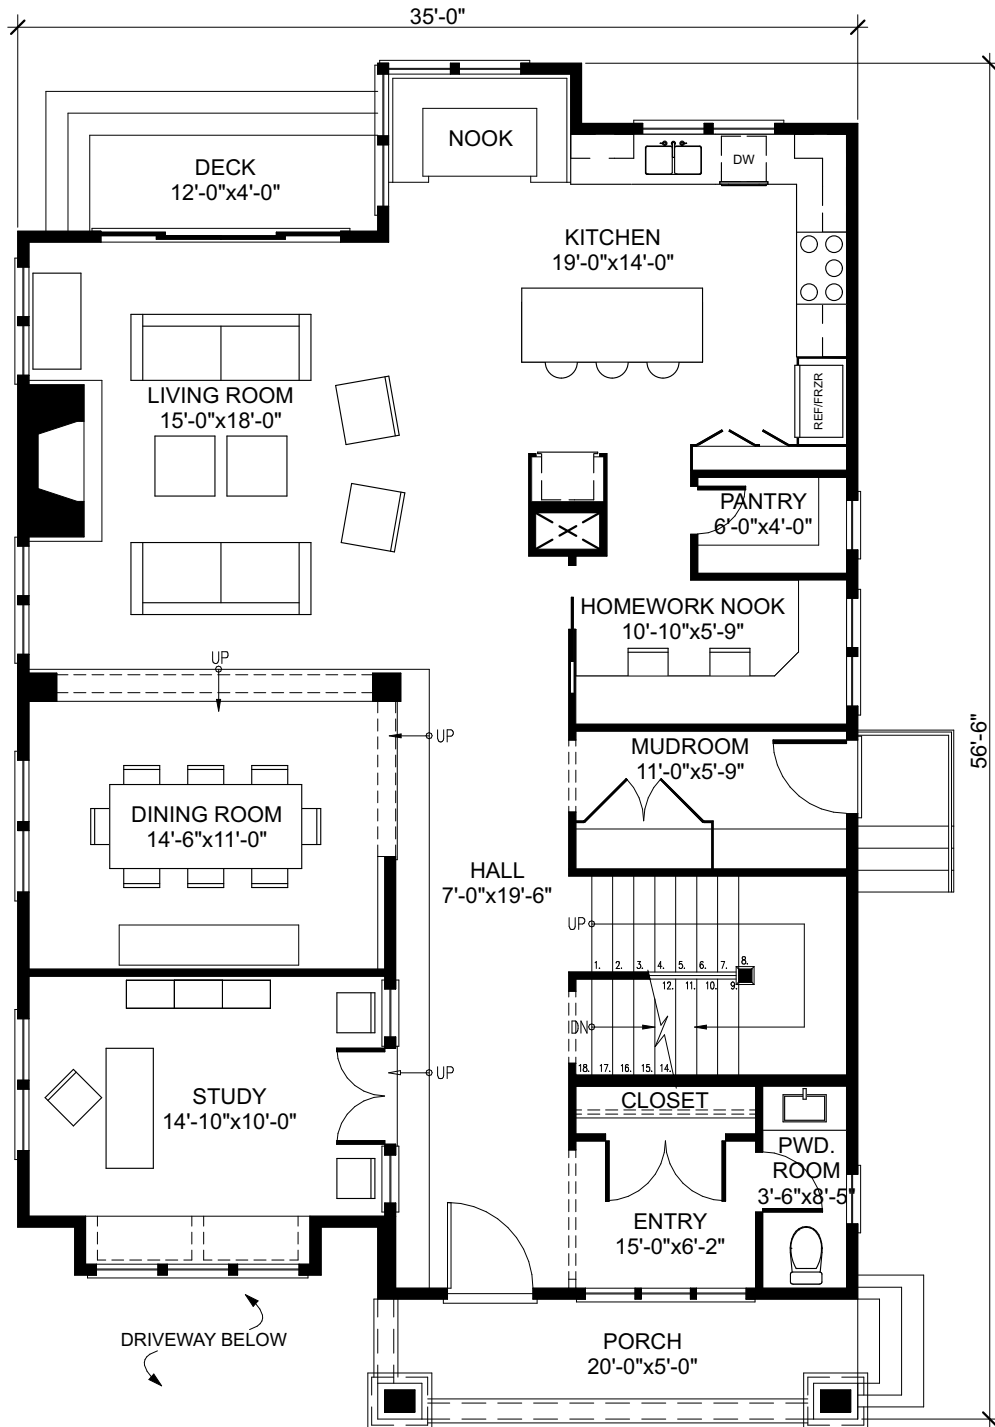 35'-0"
NOOK
DECK
12'-0"x4'-0"
DW
KITCHEN
19'-0"x14'-0"
REF/FRZR
LIVING ROOM
15'-0"x18'-0"
PANTRY
6'-0"x4'-0"
HOMEWORK NOOK
10'-10"x5'-9"
UP
UP
56'-6"
MUDROOM
11'-0"x5'-9"
DINING ROOM
14'-6"x11'-0"
HALL
7'-0"x19'-6"
UP
1. 2. 3. 4. 5. 6. 7. 8.
12. 11. 10. 9.
DN
18. 17. 16. 15. 14.
UP
STUDY
14'-10"x10'-0"
CLOSET
PWD.
ROOM
3'-6"x8'-5"
ENTRY
15'-0"x6'-2"
DRIVEWAY BELOW
PORCH
20'-0"x5'-0"